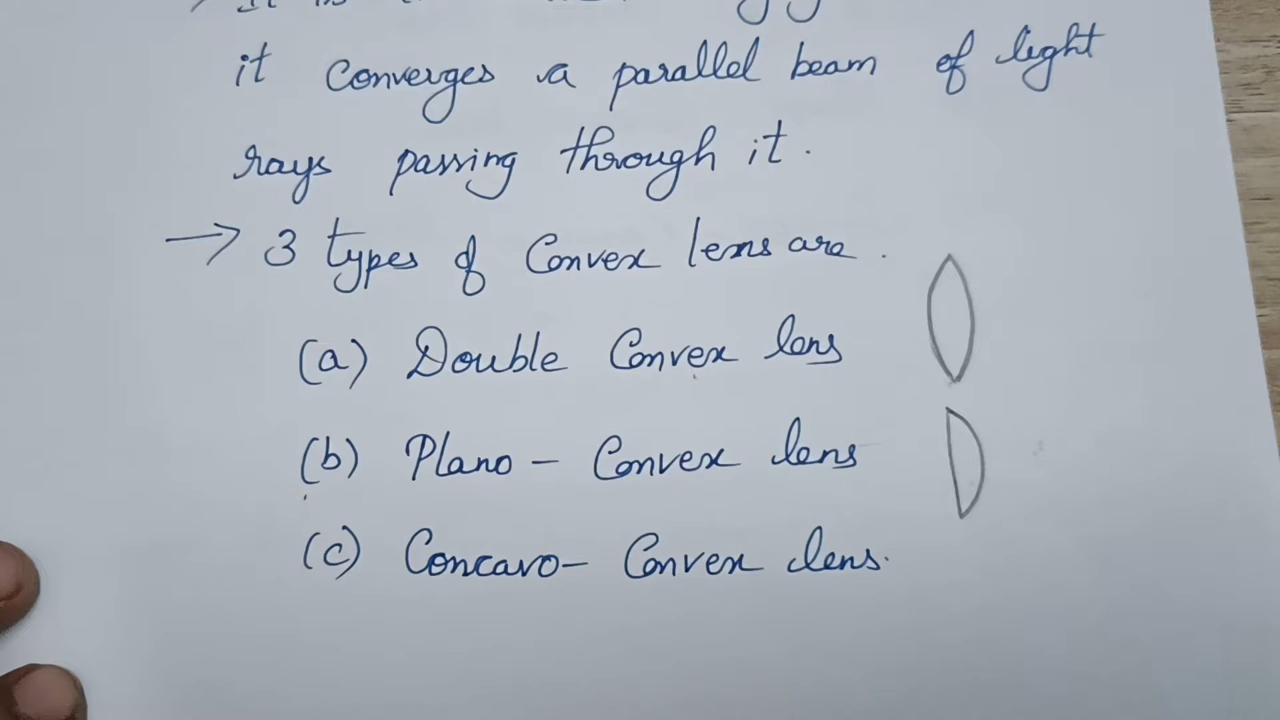 it converges a parallel beam of light
rays passing through it.
→ 3 types of Convex lens are.
(a) Double Convex lens
(b) Plano - Convex lens
(c) Concavo- Convex lens.